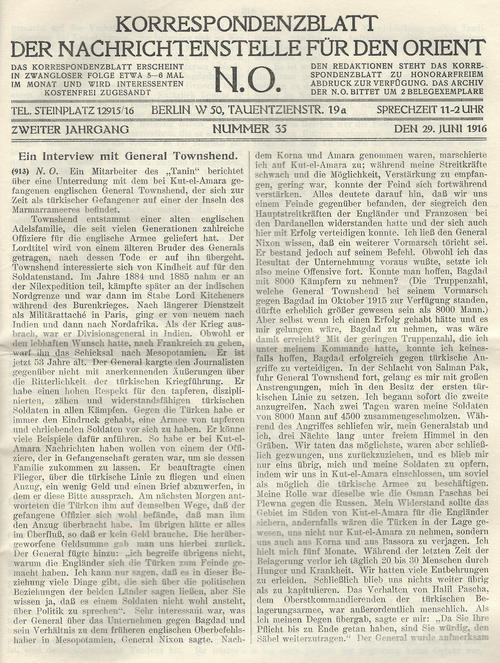 KORRESPONDENZBLATT
DER NACHRICHTENSTELLE FÜR DEN ORIENT
DAS KORRESPONDENZBLATT ERSCHEINT
IN ZWANGLOSER FOLGE ETWA 5—6 MAL
IM MONAT UND WIRD INTERESSENTEN
KOSTENFREI ZUGESANDT
N.O.
DEN REDAKTIONEN STEHT DAS KORRE-
SPONDENZBLATT ZU HONORARFREIEM
ABDRUCK ZUR VERFÜGUNG. DAS ARCHIV
DER N.O. BITTET UM 2 BELEGEXEMPLARE
TEL. STEINPLATZ 12915/16 BERLIN W 50, TAUENTZIENSTR. 19a SPRECHZEIT 11-2 UHR
ZWEITER JAHRGANG NUMMER 35 DEN 29. JUNI 1916
Ein Interview mit General Townshend.
(913) N. O. Ein Mitarbeiter des „Tanin" berichtet
über eine Unterredung mit dem bei Kut-el-Amara ge-
fangenen englischen General Townshend, der sich zur
Zeit als türkischer Gefangener auf einer der Inseln des
Marmarameeres befindet.
Townshend entstammt einer alten englischen
Adelsfamilie, die seit vielen Generationen zahlreiche
Offiziere für die englische Armee geliefert hat. Der
Lordtitel wird von einem älteren Bruder des Generals
getragen, nach dessen Tode er auf ihn übergeht.
Townshend interessierte sich von Kindheit auf für den
Soldatenstand. Im Jahre 1884 und 1885 nahm er an
der Nilexpedition teil, kämpfte später an der indischen
Nordgrenze und war dann im Stabe Lord Kitcheners
während des Burenkrieges. Nach längerer Dienstzeit
als Militärattaché in Paris, ging er von neuem nach
Indien und dann nach Nordafrika. Als der Krieg aus-
brach, war er Divisionsgeneral in Indien. Obwohl er
den lebhaften Wunsch hatte, nach Frankreich zu gehen,
warf ihn das Schicksal nach Mesopotamien. Er ist
jetzt 53 Jahre alt. Der General kargte den Journalisten
gegenüber nicht mit anerkennenden Äußerungen über
die Ritterlichkeit der türkischen Kriegführung. Er
habe einen hohen Respekt für den tapferen, diszipli-
nierten, zähen und widerstandsfähigen türkischen
Soldaten in allen Kämpfen. Gegen die Türken habe er
immer den Eindruck gehabt, eine Armee von tapferen
und ehrliebenden Soldaten vor sich zu haben. Er könne
viele Beispiele dafür anführen. So habe er bei Kut-el-
Amara Nachrichten haben wollen von einem der Offi-
ziere, der in Gefangenschaft geraten war, um sie dessen
Familie zukommen zu lassen. Er beauftragte einen
Flieger, über die türkische Linie zu fliegen und einen
Anzug, ein wenig Geld und einen Brief abzuwerfen, in
dem er diese Bitte aussprach. Am nächsten Morgen ant-
worteten die Türken ihm auf demselben Wege, daß der
gefangene Offizier sich wohl befände, daß man ihm
den Anzug überbracht habe. Im übrigen hätte er alles
im Überfluß, so daß er kein Geld brauche. Die herüber-
geworfene Geldsumme gab man uns hierbei zurück.
Der General fügte hinzu: „ich begreife übrigens nicht,
warum die Engländer sich die Türken zum Feinde ge-
macht haben. Ich kann nur sagen, daß es in dieser Be-
ziehung viele Dinge gibt, die sich über die politischen
Beziehungen der beiden Länder sagen ließen, aber Sie
wissen ja, daß es einem Soldaten nicht wohl ansteht,
über Politik zu sprechen". Sehr interessant war, was
der General über das Unternehmen gegen Bagdad und
sein Verhältnis zu dem früheren englischen Oberbefehls-
haber in Mesopotamien, General Nixon sagte. Nach-
dem Korna und Amara genommen waren, marschierte
ich auf Kut-el-Amara zu; während meine Streitkräfte
schwach und die Möglichkeit, Verstärkung zu empfan-
gen, gering war, konnte der Feind sich fortwährend
verstärken. Alles deutete darauf hin, daß wir uns
einem Feinde gegenüber befanden, der siegreich den
Hauptstreitkräften der Engländer und Franzosen bei
den Dardanellen widerstanden hatte und der sich auch
hier mit Erfolg verteidigen konnte. Ich ließ den General
Nixon wissen, daß ein weiterer Vormarsch töricht sei.
Er bestand jedoch auf seinem Befehl. Obwohl ich das
Resultat der Unternehmung voraus wußte, setzte ich
also meine Offensive fort. Konnte man hoffen, Bagdad
mit 8000 Kämpfern zu nehmen? (Die Truppenzahl,
welche General Townshend bei seinem Vormarsch
gegen Bagdad im Oktober 1915 zur Verfügung standen,
dürfte erheblich größer gewesen sein als 8000 Mann.)
Aber selbst wenn ich einen Erfolg gehabt hätte und es
mir gelungen wäre, Bagdad zu nehmen, was wäre
damit erreicht? Mit der geringen Truppenzahl, die ich
unter meinem Kommando hatte, konnte ich keines-
falls hoffen, Bagdad erfolgreich gegen türkische An-
griffe zu verteidigen. In der Schlacht von Salman Pak,
fuhr General Townshend fort, gelang es mir mit großen
Anstrengungen, mich in den Besitz der ersten tür-
kischen Linie zu setzen. Ich begann sofort die zweite
anzugreifen. Nach zwei Tagen waren meine Soldaten
von 8000 Mann auf 4500 zusammengeschmolzen. Wäh-
rend des Angriffes schliefen wir, mein Generalstab und
ich, drei Nächte lang unter freiem Himmel in den
Gräben. Wir taten das möglichste, waren aber schließ-
lich gezwungen, uns zurückzuziehen, und es blieb mir
nur eins übrig, mich und meine Soldaten zu opfern,
indem wir uns in Kut-el-Amara einschlossen, um soviel
als möglich die türkische Armee zu beschäftigen.
Meine Rolle war dieselbe wie die Osman Paschas bei
Plewna gegen die Russen. Mein Widerstand sollte das
Gebiet im Süden von Kut-el-Amara für die Engländer
sichern, andernfalls wären die Türken in der Lage ge-
wesen, uns nicht nur Kut-el-Amara zu nehmen, sondern
uns auch aus Korna und aus Bassora zu verjagen. Ich
hielt mich fünf Monate. Während der letzten Zeit der
Belagerung verlor ich täglich 20 bis 30 Menschen durch
Hunger und Krankheit. Wir hatten viele Entbehrungen
zu erleiden. Schließlich blieb uns nichts weiter übrig
als zu kapitulieren. Das Verhalten von Halil Pascha,
dem Oberstkommandierenden der türkischen Be-
lagerungsarmee, war außerordentlich menschlich. Als
ich meinen Degen übergab, sagte er mir: „Da Sie Ihre
Pflicht bis zu Ende getan haben, sind Sie würdig, den
Säbel weiterzutragen." Der General wurde aufmerksam